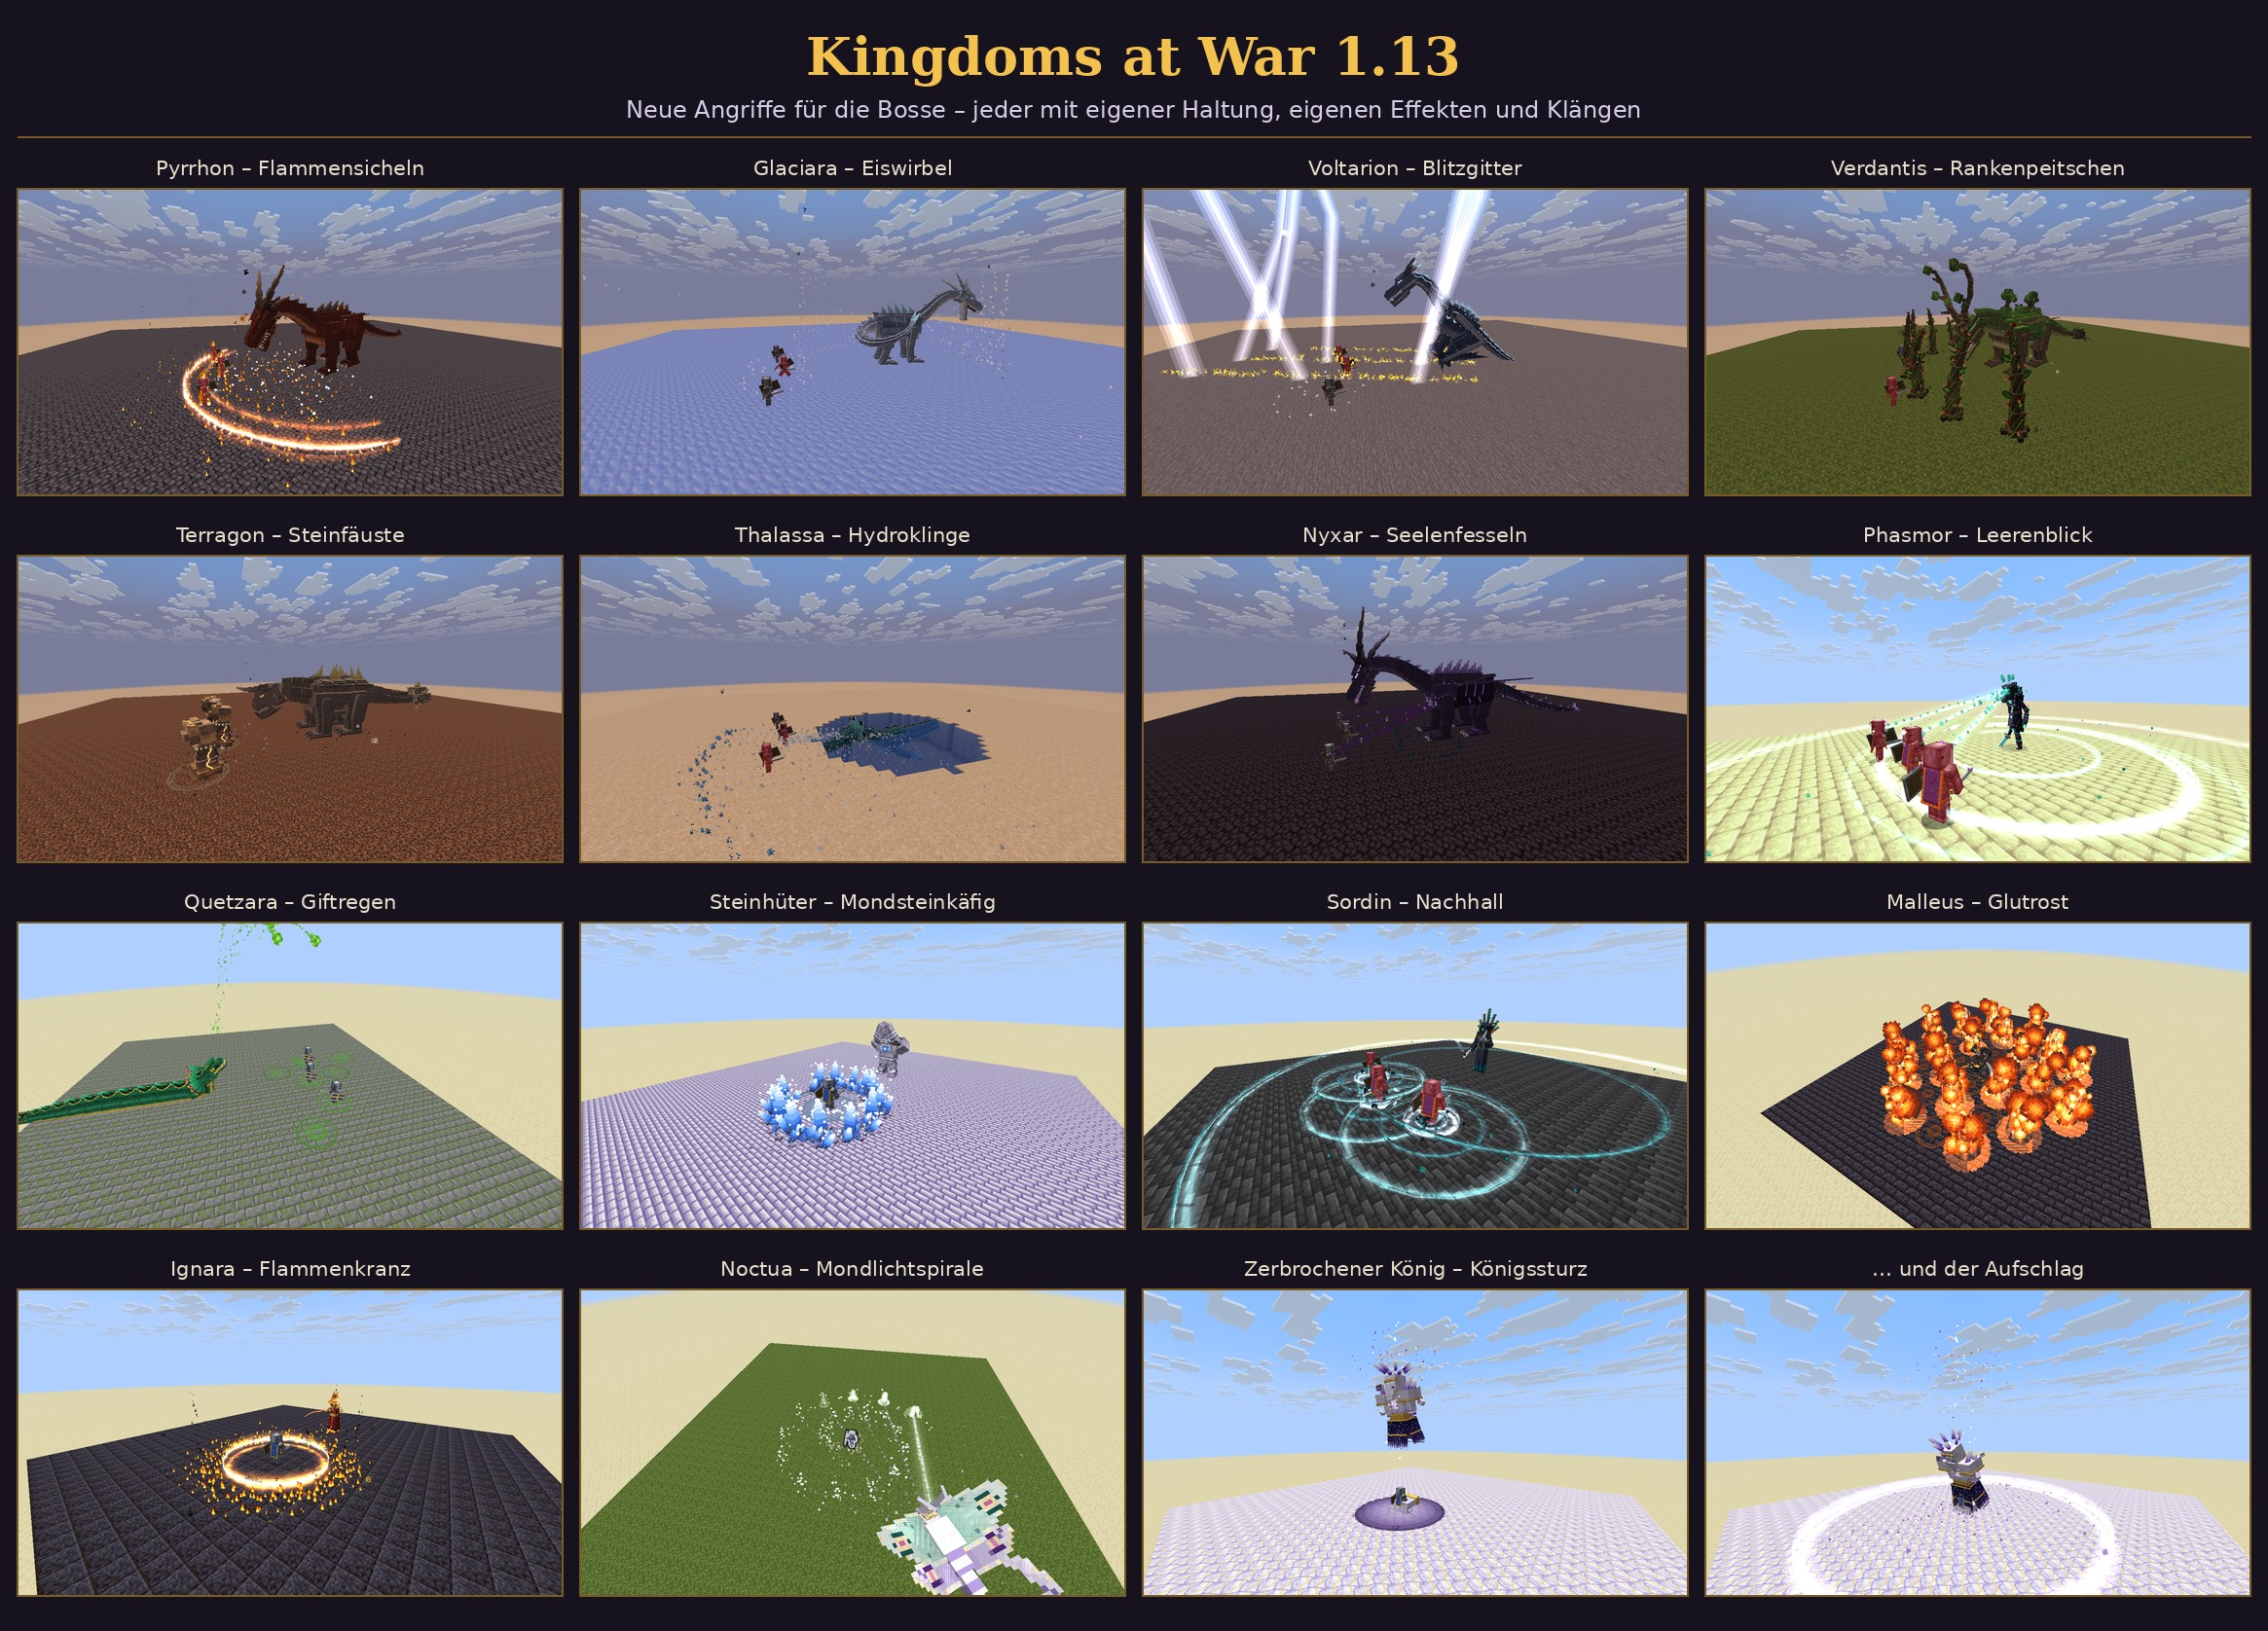 Kingdoms at War 1.13
Neue Angriffe für die Bosse – jeder mit eigener Haltung, eigenen Effekten und Klängen
Pyrrhon – Flammensicheln
Glaciara – Eiswirbel
Voltarion – Blitzgitter
Verdantis – Rankenpeitschen
Terragon – Steinfäuste
Thalassa – Hydroklinge
Nyxar – Seelenfesseln
Phasmor – Leerenblick
Quetzara – Giftregen
Steinhüter – Mondsteinkäfig
Sordin – Nachhall
Malleus – Glutrost
Ignara – Flammenkranz
Noctua – Mondlichtspirale
Zerbrochener König – Königssturz
... und der Aufschlag